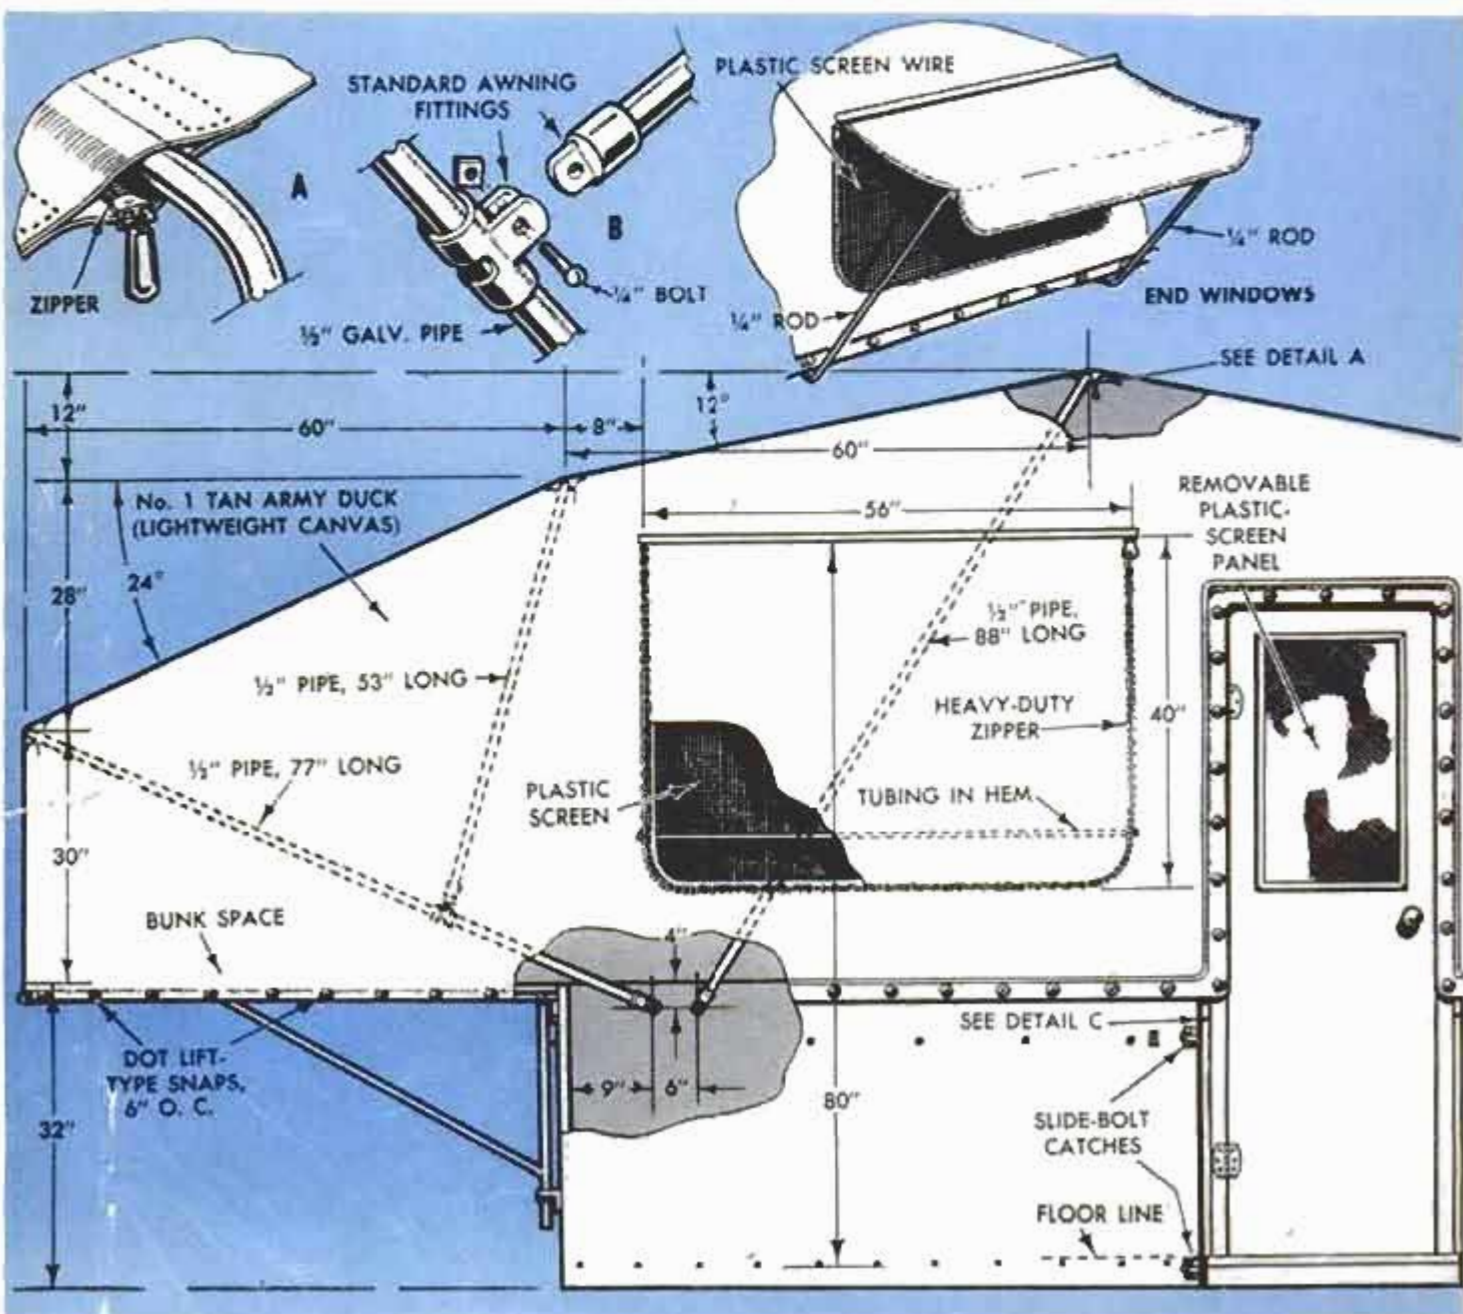 STANDARD AWNING
FITTINGS
A
ZIPPER
B
¼" BOLT
½" GALV. PIPE
PLASTIC SCREEN WIRE
¼" ROD
¼" ROD
END WINDOWS
SEE DETAIL A
12"
60"
8"
12°
60"
No. 1 TAN ARMY DUCK
(LIGHTWEIGHT CANVAS)
28"
24°
56"
REMOVABLE
PLASTIC-
SCREEN
PANEL
½" PIPE,
88" LONG
½" PIPE, 53" LONG
HEAVY-DUTY
ZIPPER
40"
½" PIPE, 77" LONG
PLASTIC
SCREEN
TUBING IN HEM
30"
BUNK SPACE
4"
SEE DETAIL C
DOT LIFT-
TYPE SNAPS,
6" O. C.
9"
6"
80"
32"
SLIDE-BOLT
CATCHES
FLOOR LINE